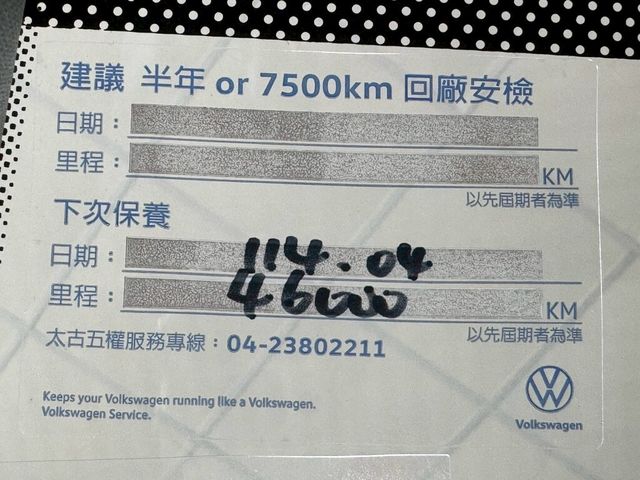 建議 半年 or 7500km 回廠安檢
日期：
里程： KM
以先屆期者為準
下次保養
日期： 114.04
里程： 46000 KM
以先屆期者為準
太古五權服務專線：04-23802211
Keeps your Volkswagen running like a Volkswagen.
Volkswagen Service.
Volkswagen